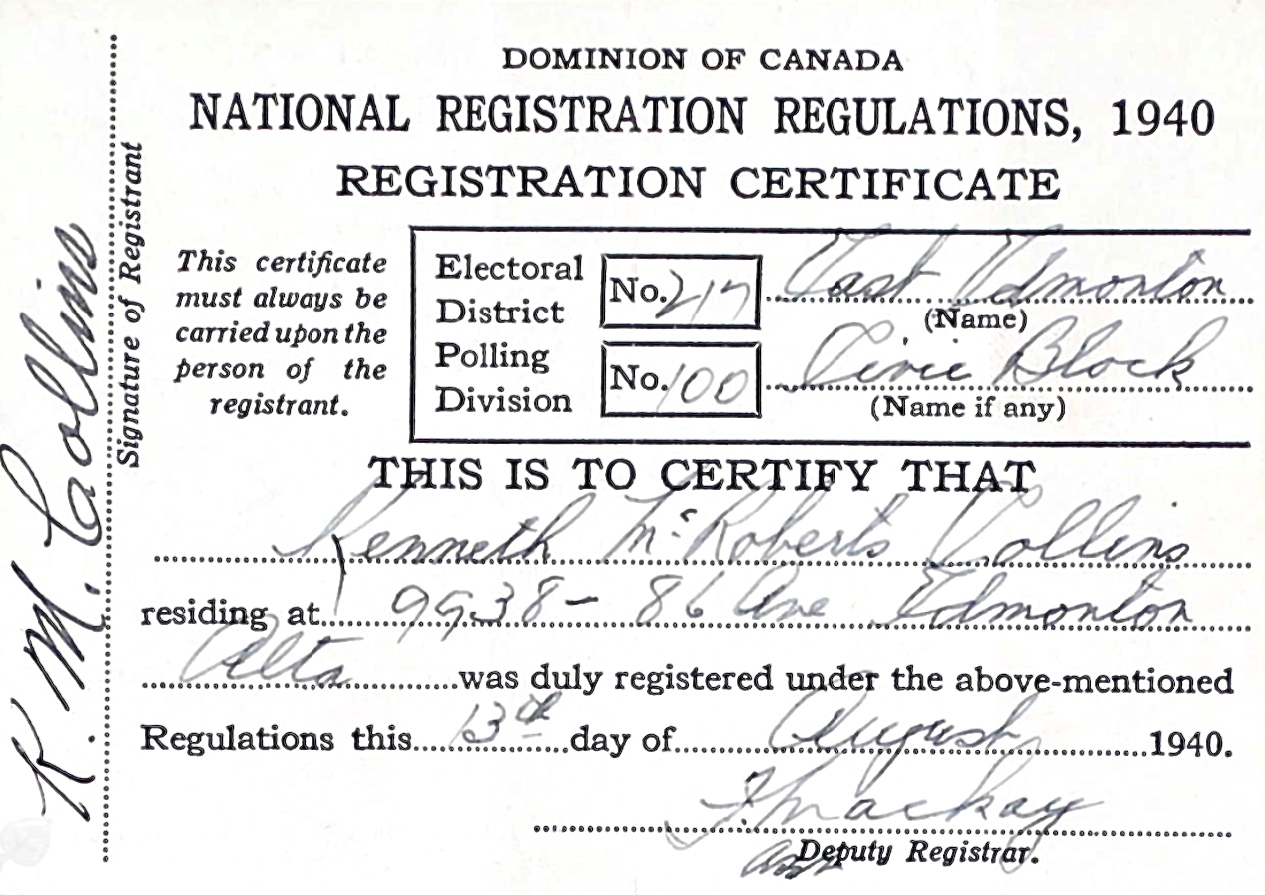 DOMINION OF CANADA
NATIONAL REGISTRATION REGULATIONS, 1940
REGISTRATION CERTIFICATE
This certificate
must always be
carried upon the
person of the
registrant.
Electoral District No. 217 East Edmonton
(Name)
Polling Division No. 100 Civic Block
(Name if any)
THIS IS TO CERTIFY THAT
Kenneth McRoberts Collins
residing at 9938 - 86 Ave Edmonton
Alta was duly registered under the above-mentioned
Regulations this 13th day of August 1940.
F. Mackay
Asst Deputy Registrar.
Signature of Registrant
K. M. Collins